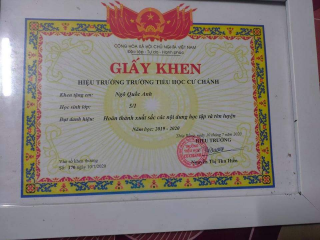 CỘNG HÒA XÃ HỘI CHỦ NGHĨA VIỆT NAM
Độc lập - Tự do - Hạnh phúc
GIẤY KHEN
HIỆU TRƯỞNG TRƯỜNG TIỂU HỌC CƯ CHÁNH
Khen tặng em: Ngô Quốc Anh
Học sinh lớp:
Đạt danh hiệu: Hoàn thành xuất sắc các nội dung học tập và rèn luyện
Năm học: 2019 - 2020
HIỆU TRƯỞNG